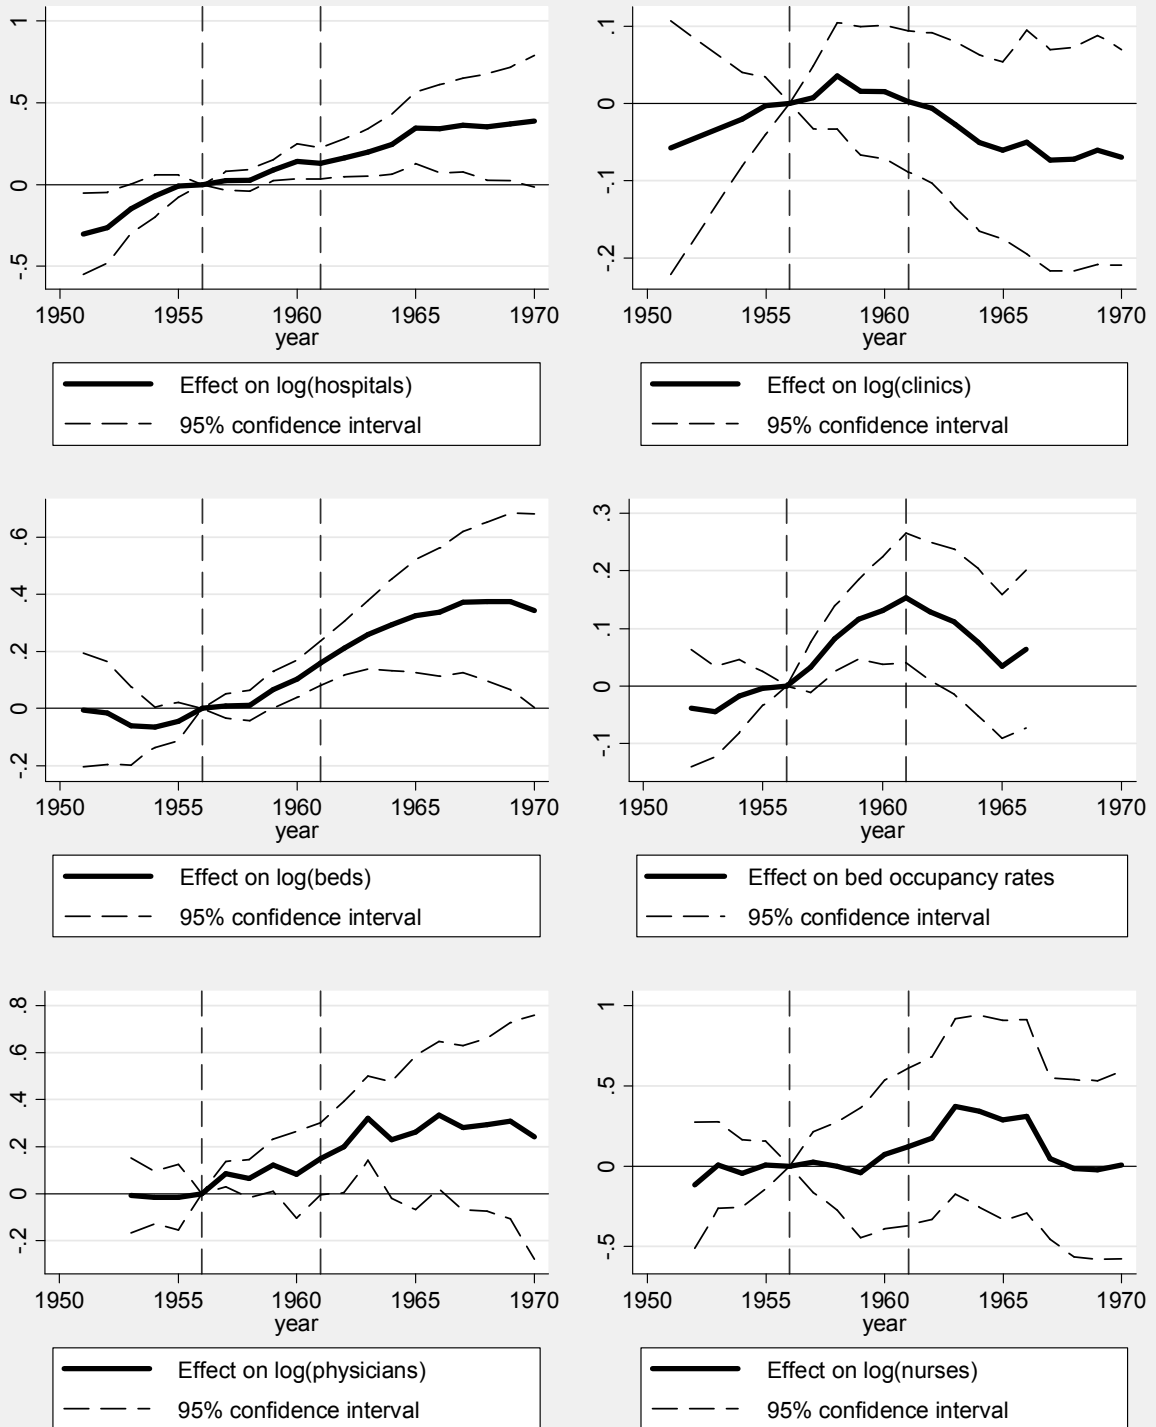 1
.5
0
-.5
1950 1955 1960 1965 1970
year
Effect on log(hospitals)
95% confidence interval
.1
0
-.1
-.2
1950 1955 1960 1965 1970
year
Effect on log(clinics)
95% confidence interval
.6
.4
.2
0
-.2
1950 1955 1960 1965 1970
year
Effect on log(beds)
95% confidence interval
.3
.2
.1
0
-.1
1950 1955 1960 1965 1970
year
Effect on bed occupancy rates
95% confidence interval
.8
.6
.4
.2
0
-.2
1950 1955 1960 1965 1970
year
Effect on log(physicians)
95% confidence interval
1
.5
0
-.5
1950 1955 1960 1965 1970
year
Effect on log(nurses)
95% confidence interval